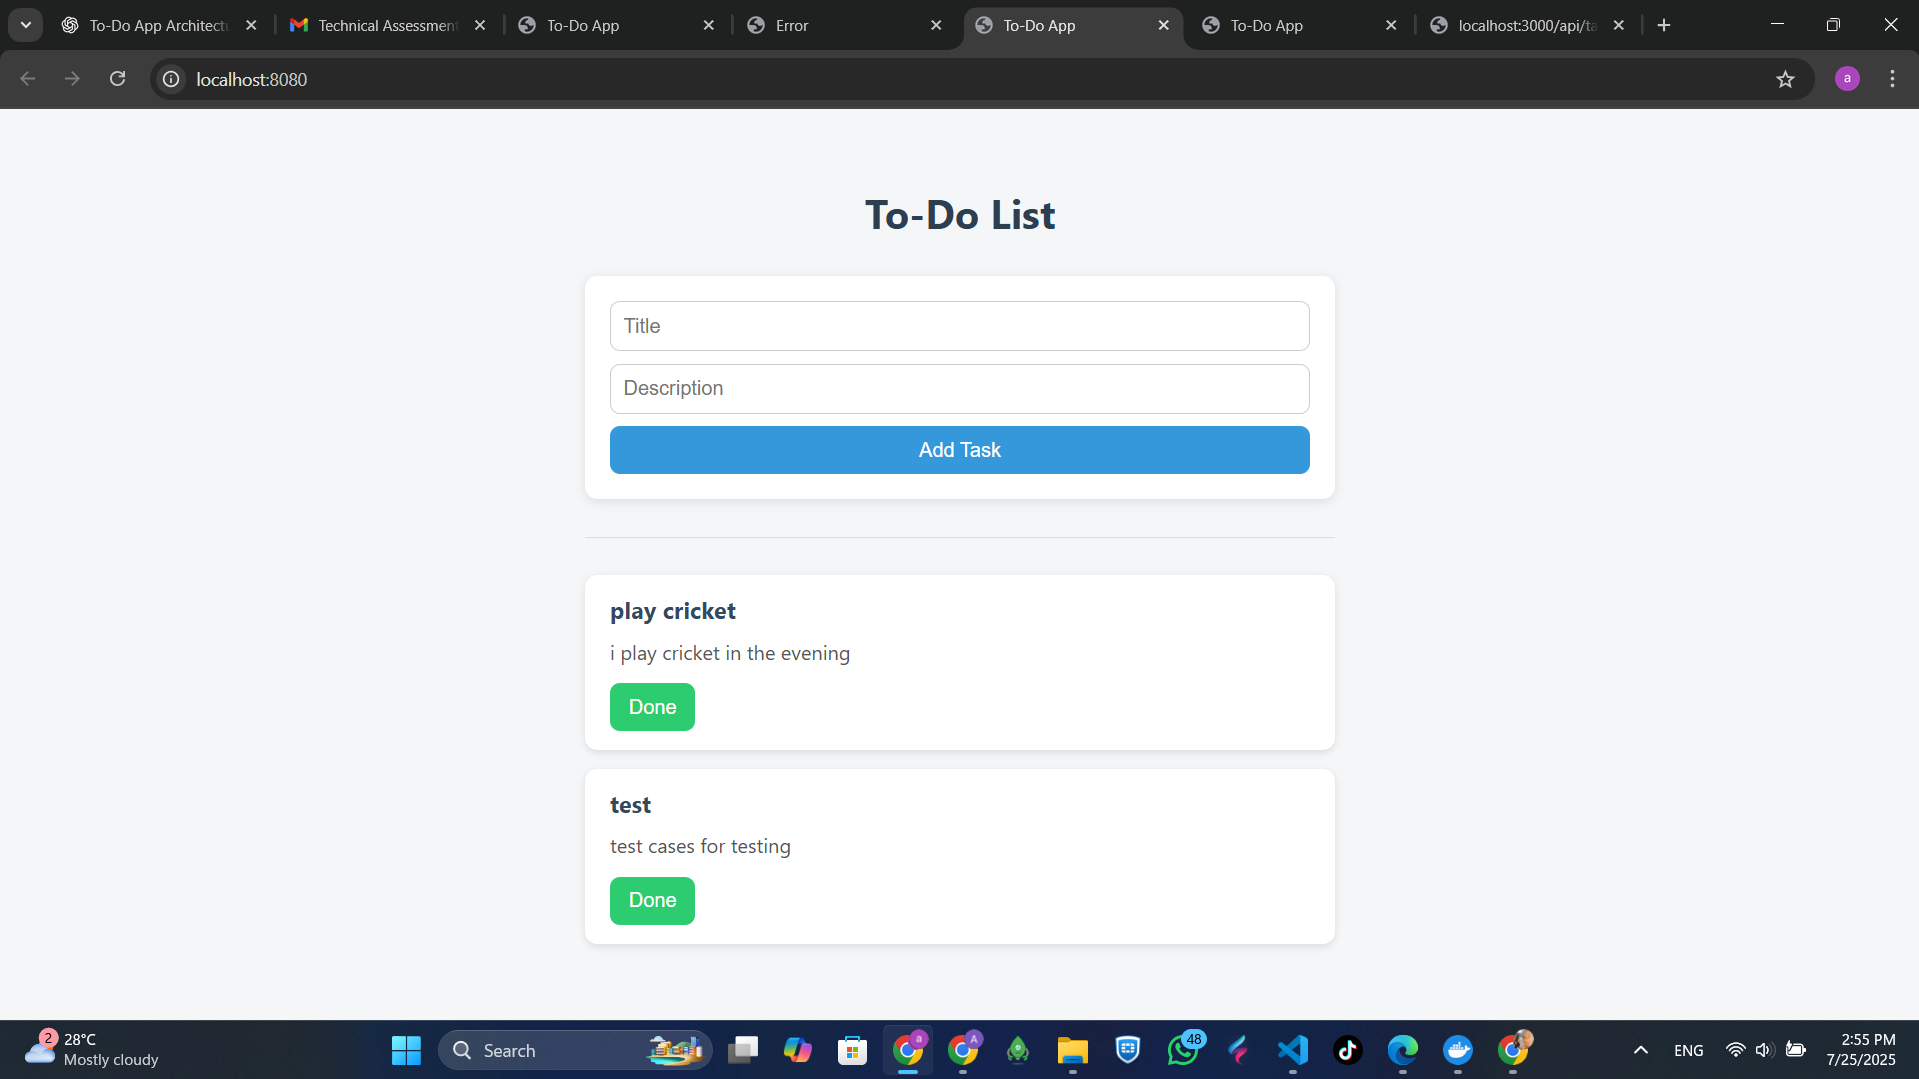 To-Do App Architectu
Technical Assessment
To-Do App
Error
To-Do App
To-Do App
localhost:3000/api/ta
localhost:8080
a
To-Do List
Title
Description
Add Task
play cricket
i play cricket in the evening
Done
test
test cases for testing
Done
2
28°C
Mostly cloudy
Search
a
A
48
ENG
2:55 PM
7/25/2025